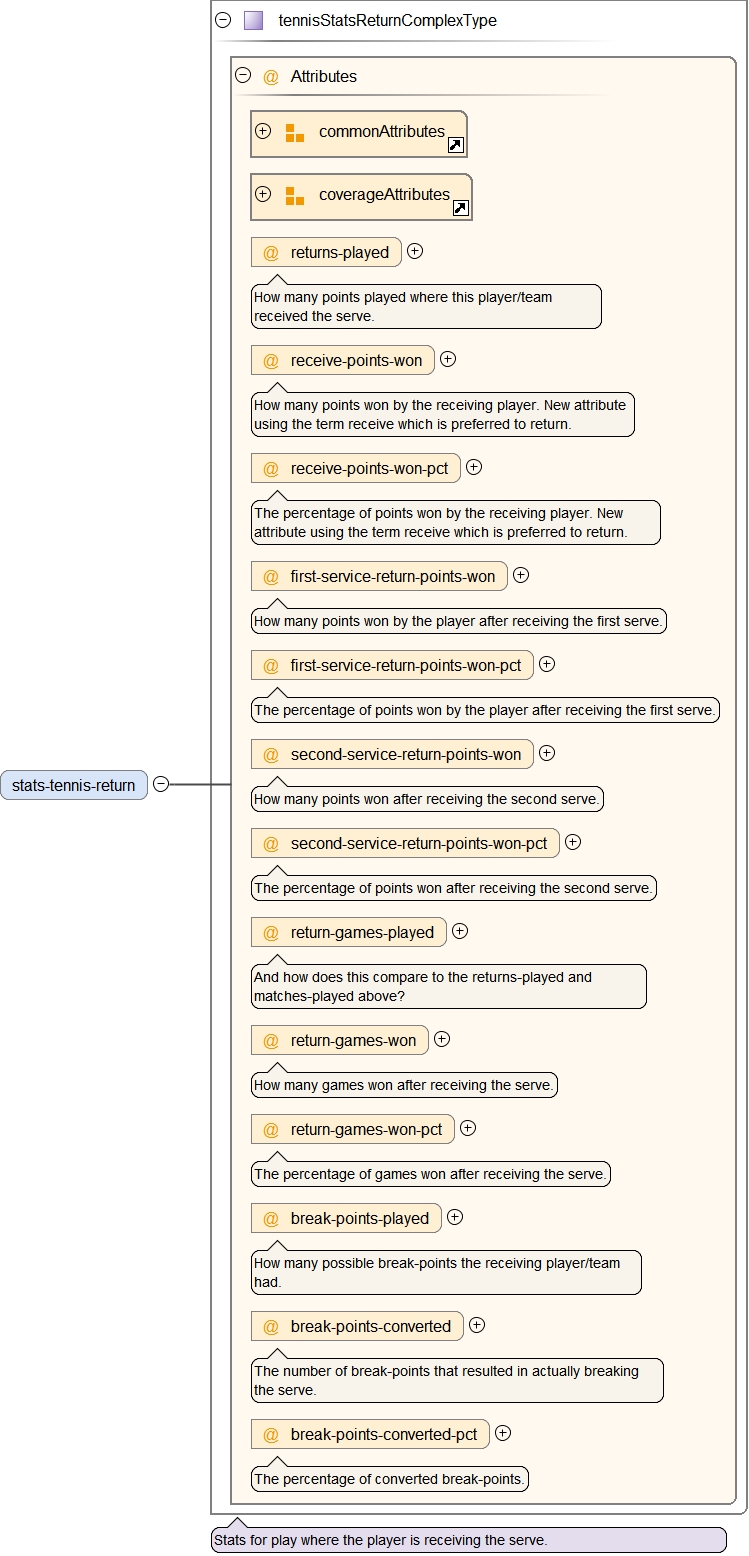 tennisStatsReturnComplexType
@ Attributes
commonAttributes
coverageAttributes
@ returns-played
How many points played where this player/team
received the serve.
@ receive-points-won
How many points won by the receiving player. New attribute
using the term receive which is preferred to return.
@ receive-points-won-pct
The percentage of points won by the receiving player. New
attribute using the term receive which is preferred to return.
@ first-service-return-points-won
How many points won by the player after receiving the first serve.
@ first-service-return-points-won-pct
The percentage of points won by the player after receiving the first serve.
@ second-service-return-points-won
stats-tennis-return
How many points won after receiving the second serve.
@ second-service-return-points-won-pct
The percentage of points won after receiving the second serve.
@ return-games-played
And how does this compare to the returns-played and
matches-played above?
@ return-games-won
How many games won after receiving the serve.
@ return-games-won-pct
The percentage of games won after receiving the serve.
@ break-points-played
How many possible break-points the receiving player/team
had.
@ break-points-converted
The number of break-points that resulted in actually breaking
the serve.
@ break-points-converted-pct
The percentage of converted break-points.
Stats for play where the player is receiving the serve.